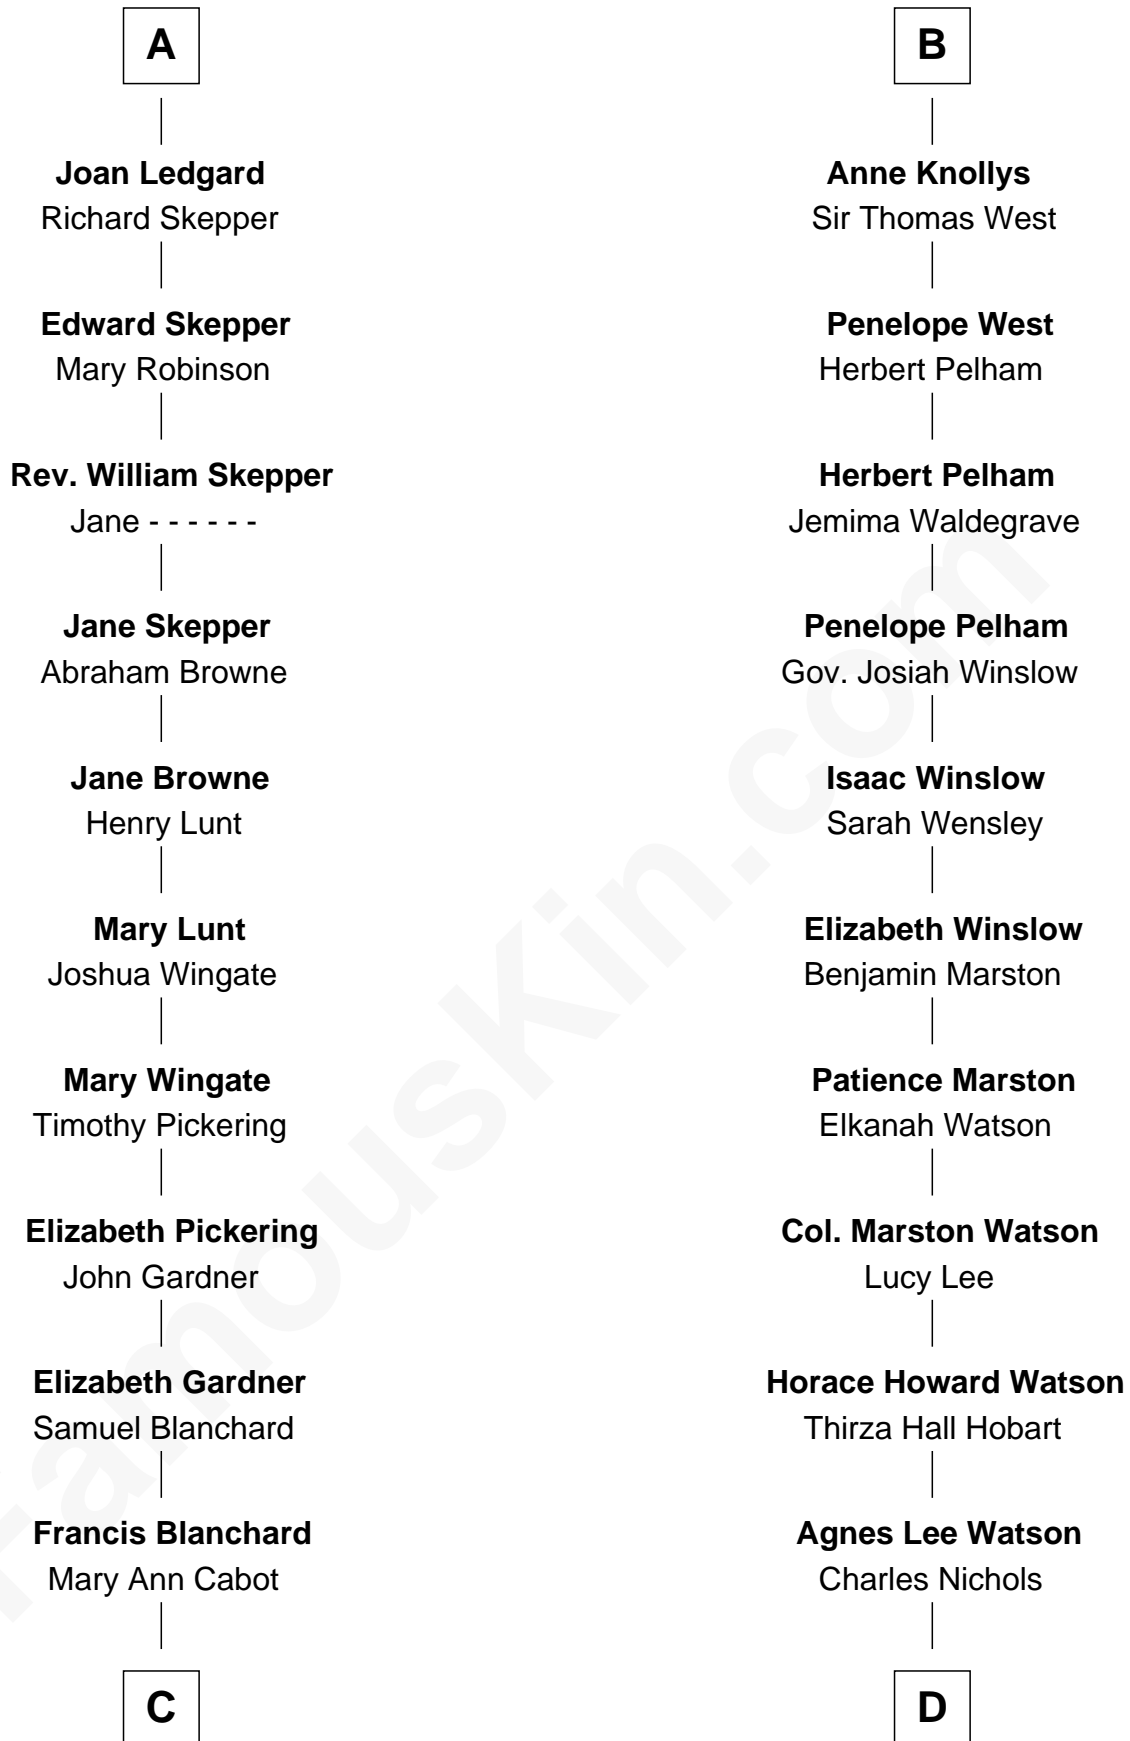 A
Joan Ledgard
Richard Skepper
Edward Skepper
Mary Robinson
Rev. William Skepper
Jane - - - - - -
Jane Skepper
Abraham Browne
Jane Browne
Henry Lunt
Mary Lunt
Joshua Wingate
Mary Wingate
Timothy Pickering
Elizabeth Pickering
John Gardner
Elizabeth Gardner
Samuel Blanchard
Francis Blanchard
Mary Ann Cabot
C
B
Anne Knollys
Sir Thomas West
Penelope West
Herbert Pelham
Herbert Pelham
Jemima Waldegrave
Penelope Pelham
Gov. Josiah Winslow
Isaac Winslow
Sarah Wensley
Elizabeth Winslow
Benjamin Marston
Patience Marston
Elkanah Watson
Col. Marston Watson
Lucy Lee
Horace Howard Watson
Thirza Hall Hobart
Agnes Lee Watson
Charles Nichols
D
FamousKin.com